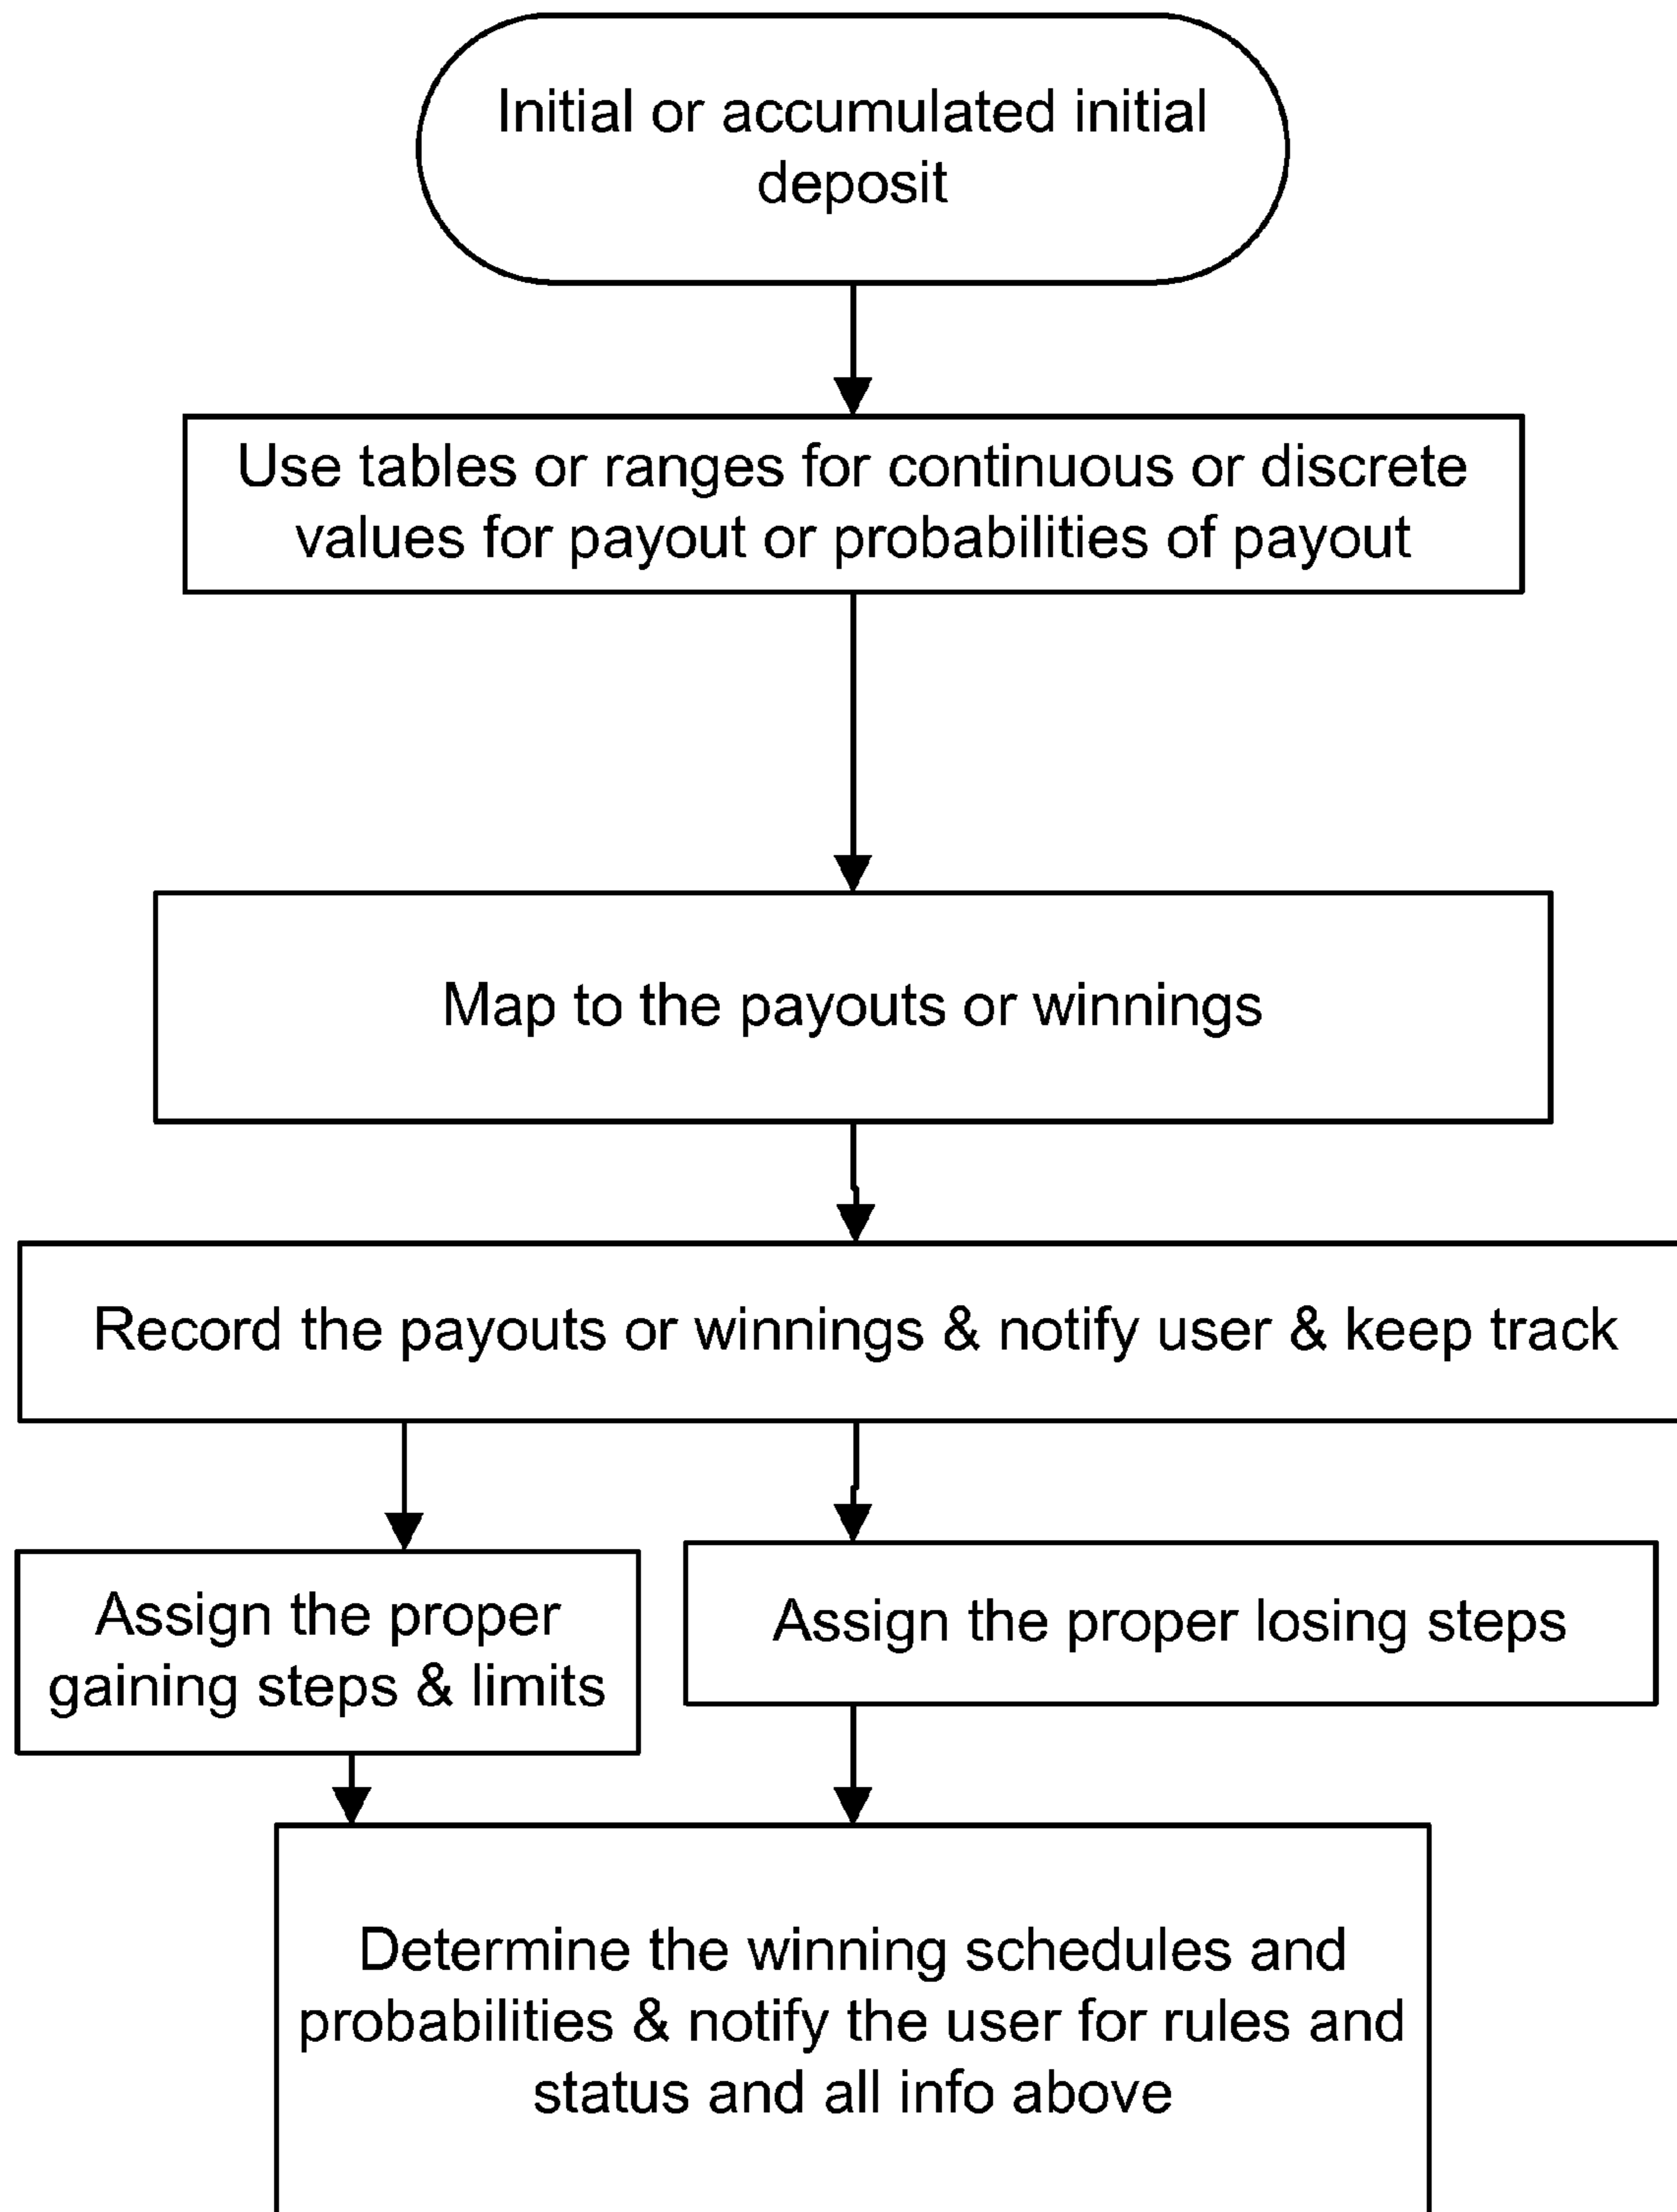 Initial or accumulated initial
deposit
Use tables or ranges for continuous or discrete
values for payout or probabilities of payout
Map to the payouts or winnings
Record the payouts or winnings & notify user & keep track
Assign the proper
gaining steps & limits
Assign the proper losing steps
Determine the winning schedules and
probabilities & notify the user for rules and
status and all info above